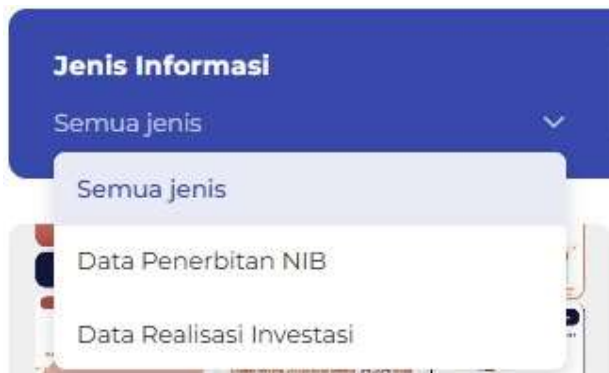 Jenis Informasi
Semua jenis
Semua jenis
Data Penerbitan NIB
Data Realisasi Investasi